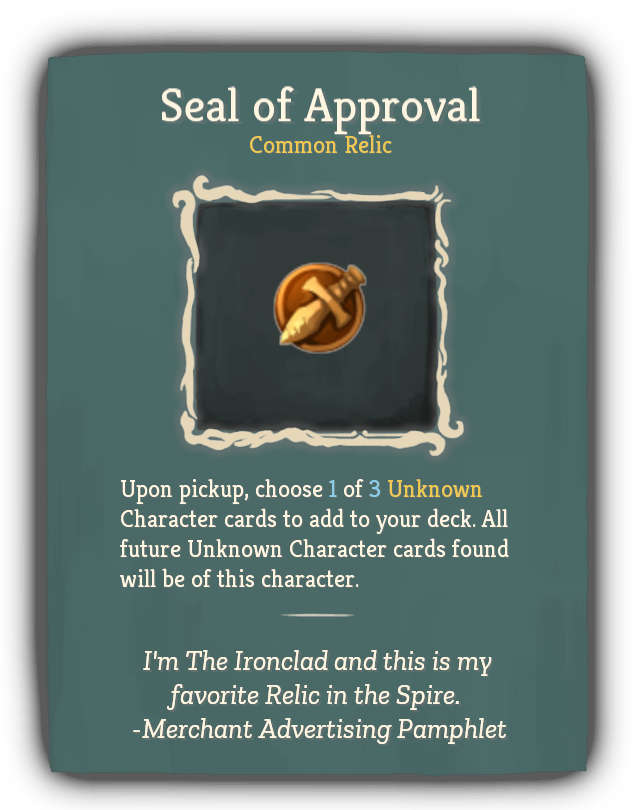 Seal of Approval
Common Relic
Upon pickup, choose 1 of 3 Unknown
Character cards to add to your deck. All
future Unknown Character cards found
will be of this character.
I'm The Ironclad and this is my
favorite Relic in the Spire.
-Merchant Advertising Pamphlet